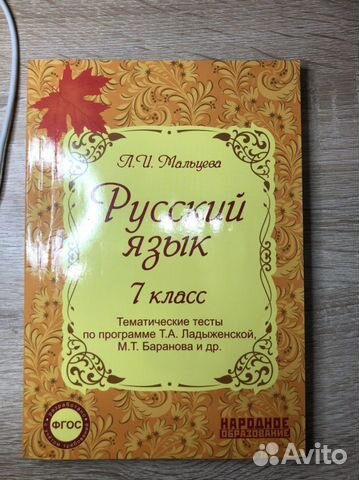 Л.И. Мальцева
Русский
язык
7 класс
Тематические тесты
по программе Т.А. Ладыженской,
М.Т. Баранова и др.
ФГОС
НАРОДНОЕ
ОБРАЗОВАНИЕ
Avito